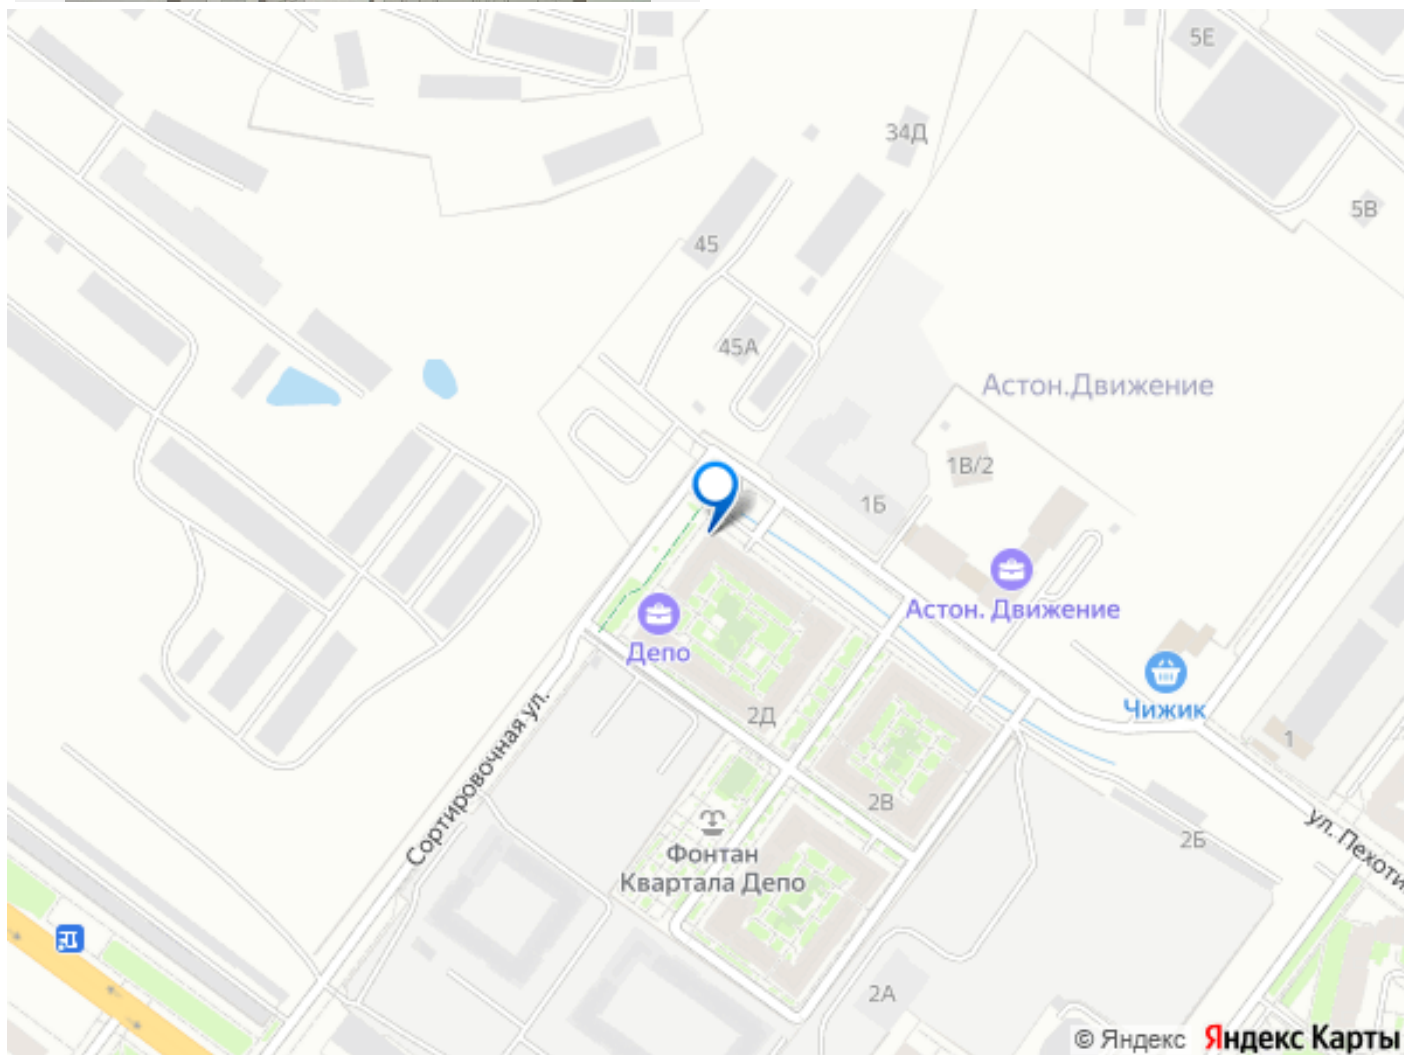 5Е
34Д
5В
45
45А
Астон.Движение
1В/2
1Б
Астон. Движение
Депо
Чижик
2Д
1
Сортировочная ул.
2В
ул. Пехоти
2Б
Фонтан
Квартала Депо
2А
© Яндекс Яндекс Карты